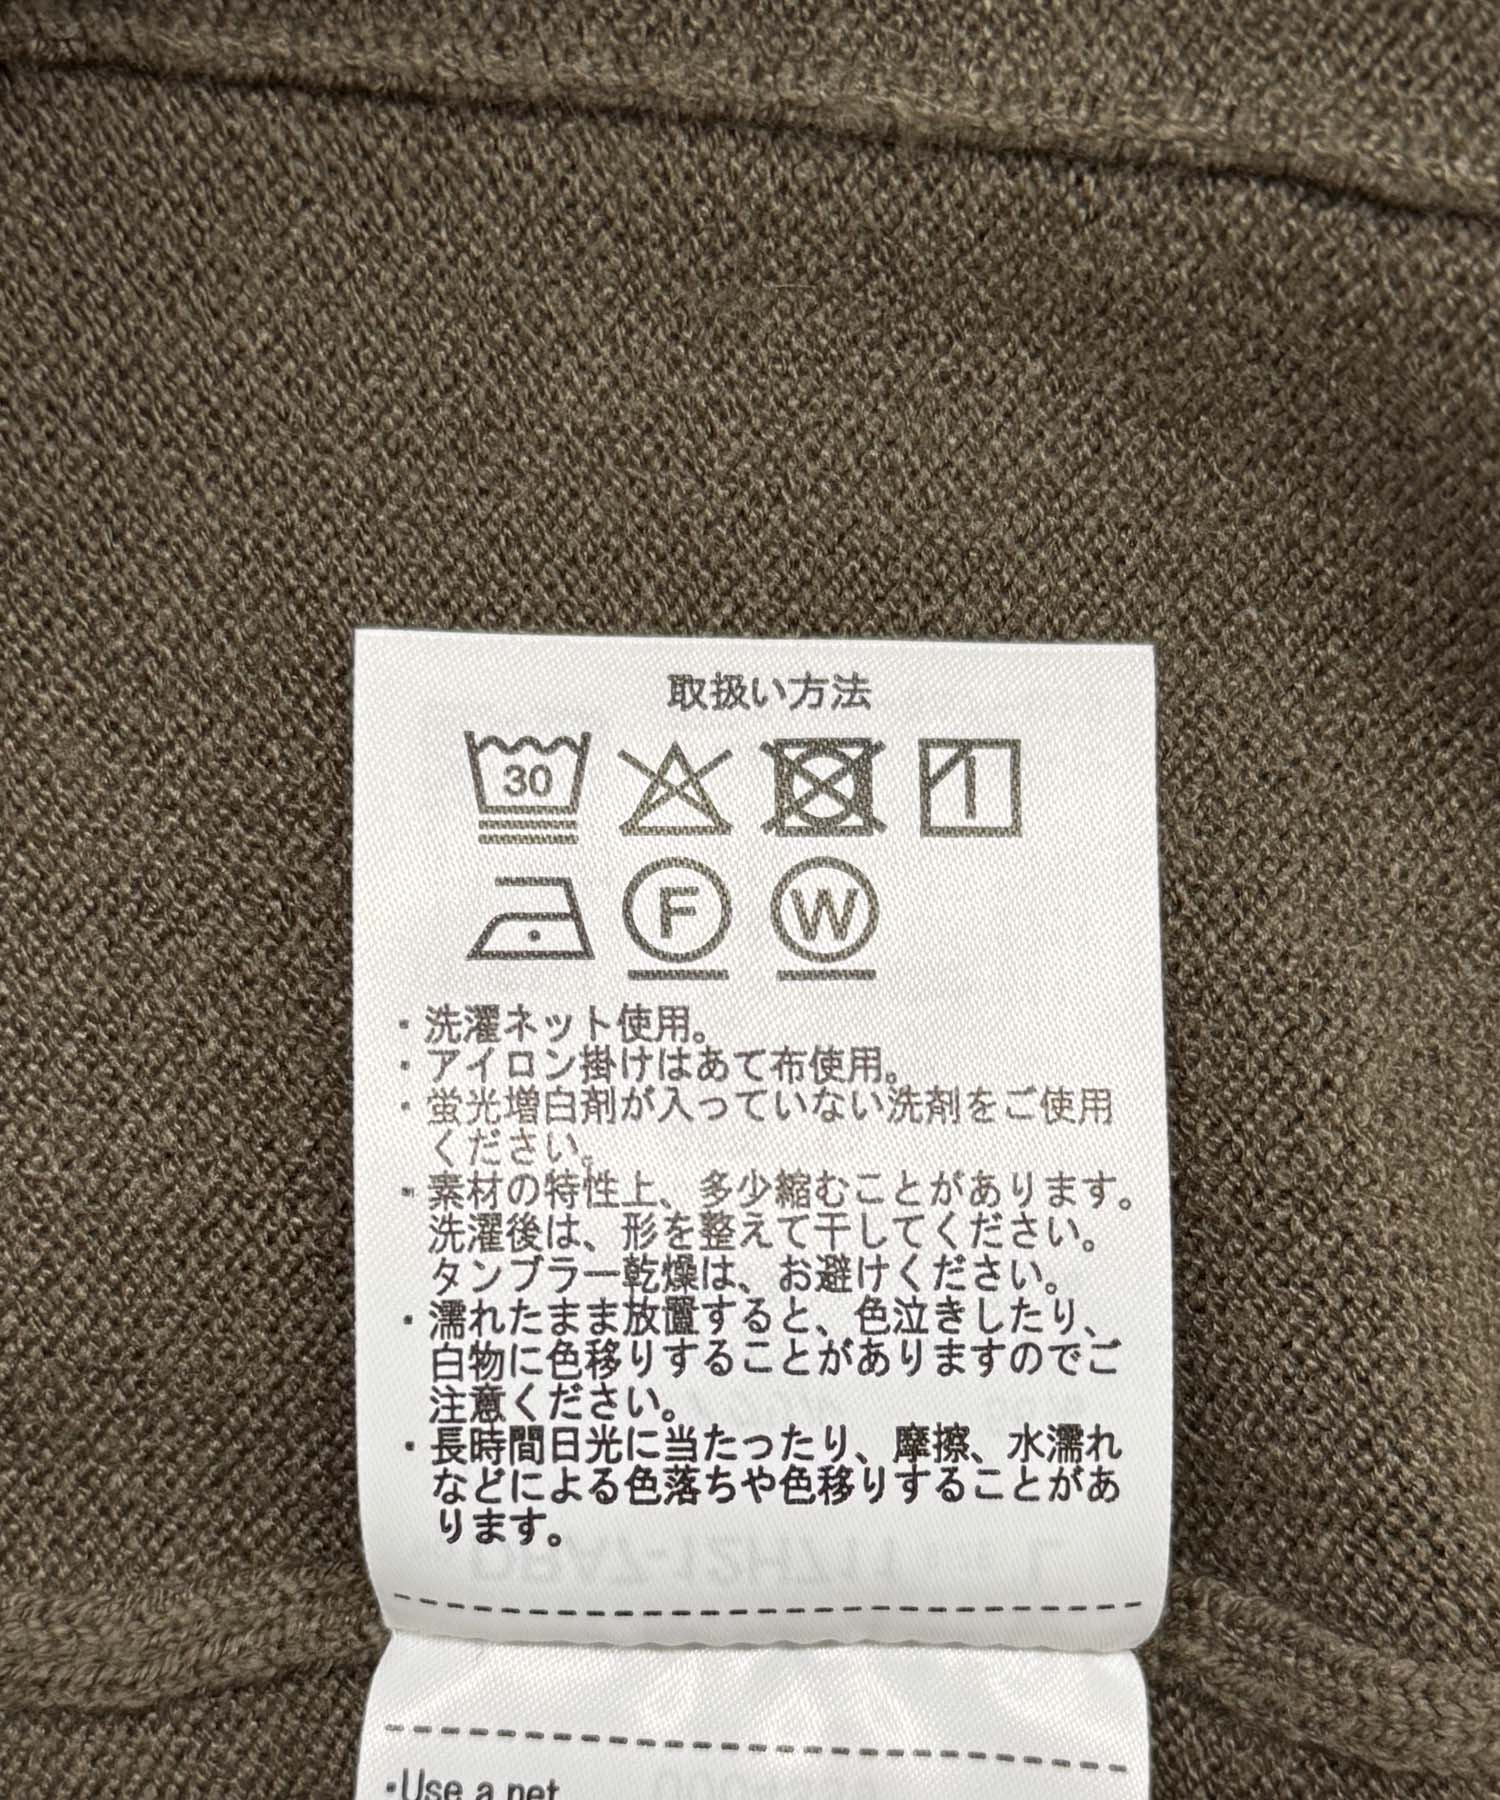 取扱い方法
30
F W
・洗濯ネット使用。
・アイロン掛けはあて布使用。
・蛍光増白剤が入っていない洗剤をご使用
ください。
・素材の特性上、多少縮むことがあります。
洗濯後は、形を整えて干してください。
タンブラー乾燥は、お避けください。
・濡れたまま放置すると、色泣きしたり、
白物に色移りすることがありますのでご
注意ください。
・長時間日光に当たったり、摩擦、水濡れ
などによる色落ちや色移りすることがあ
ります。
・Use a net